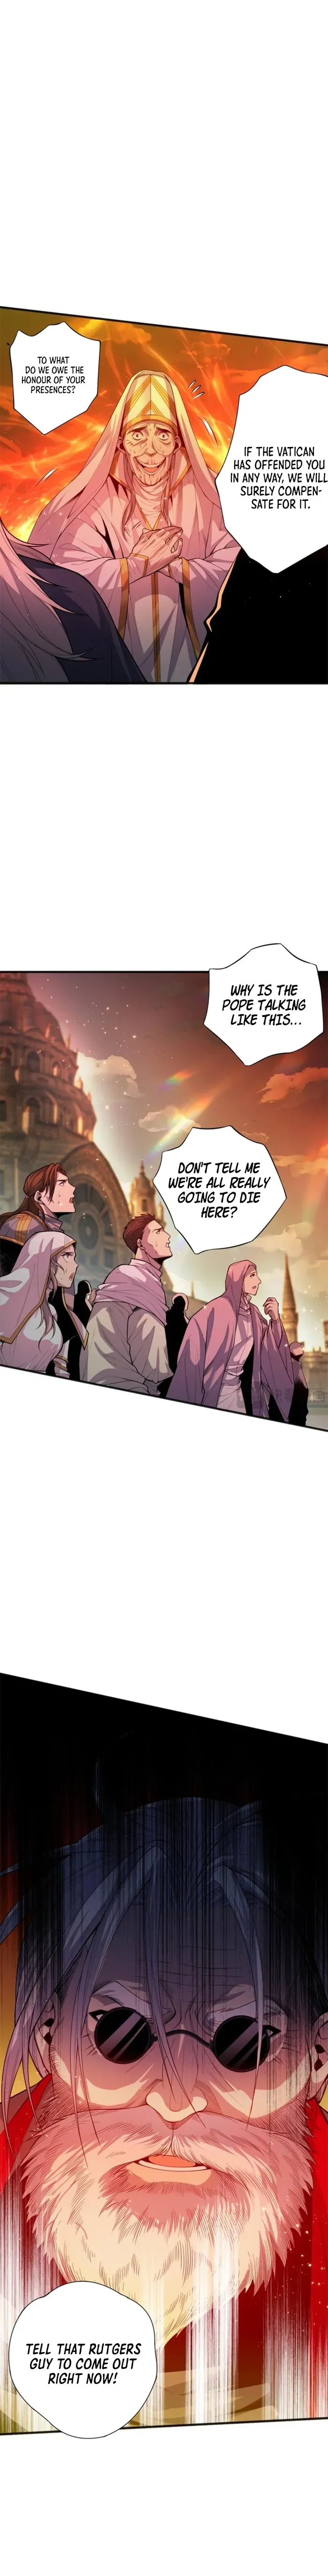 TO WHAT
DO WE OWE THE
HONOUR OF YOUR
PRESENCES?
IF THE VATICAN
HAS OFFENDED YOU
IN ANY WAY, WE WILL
SURELY COMPEN-
SATE FOR IT.
WHY IS THE
POPE TALKING
LIKE THIS...
DON'T TELL ME
WE'RE ALL REALLY
GOING TO DIE
HERE?
TELL THAT RUTGERS
GUY TO COME OUT
RIGHT NOW!